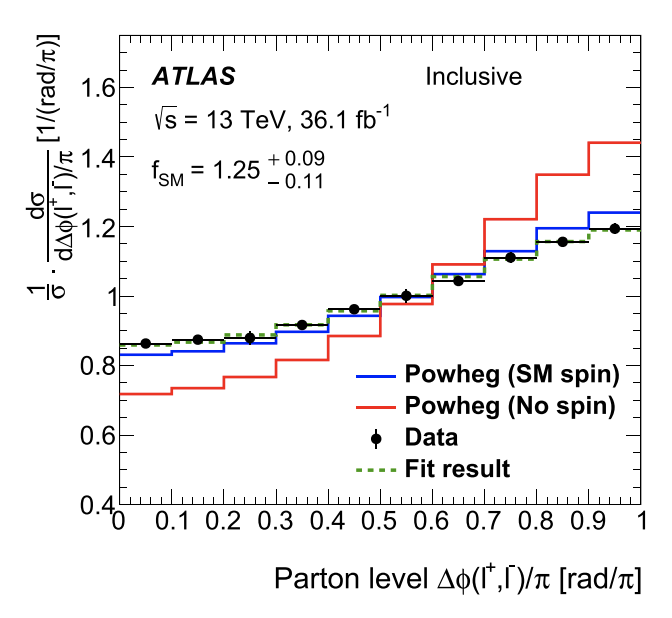 ATLAS Inclusive
√s = 13 TeV, 36.1 fb⁻¹
f_SM = 1.25 +0.09 −0.11
1/σ · dσ/dΔϕ(l⁺,l⁻)/π [1/(rad/π)]
1.6
1.4
1.2
1
0.8
0.6
0.4
Powheg (SM spin)
Powheg (No spin)
Data
Fit result
0 0.1 0.2 0.3 0.4 0.5 0.6 0.7 0.8 0.9 1
Parton level Δϕ(l⁺,l⁻)/π [rad/π]